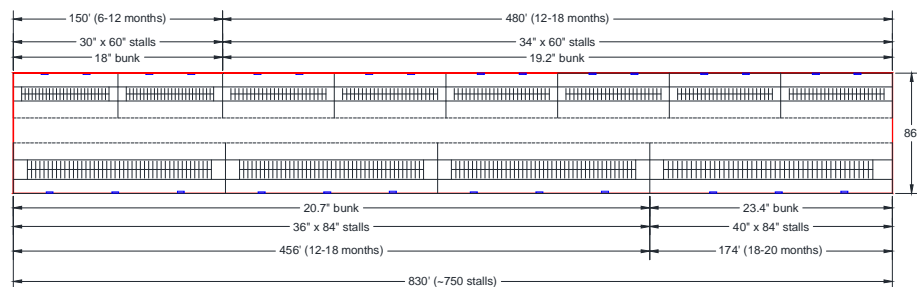 150' (6-12 months) 480' (12-18 months)
30" x 60" stalls 34" x 60" stalls
18" bunk 19.2" bunk
86
20.7" bunk 23.4" bunk
36" x 84" stalls 40" x 84" stalls
456' (12-18 months) 174' (18-20 months)
830' (~750 stalls)